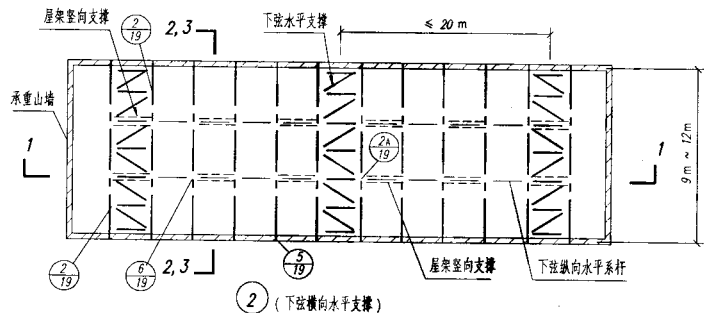 屋架竖向支撑
2
19
2,3
下弦水平支撑
≤ 20 m
承重山墙
1
2A
19
1
9 m ~ 12m
2
19
6
19
2,3
5
19
屋架竖向支撑
下弦纵向水平系杆
2 (下弦横向水平支撑)